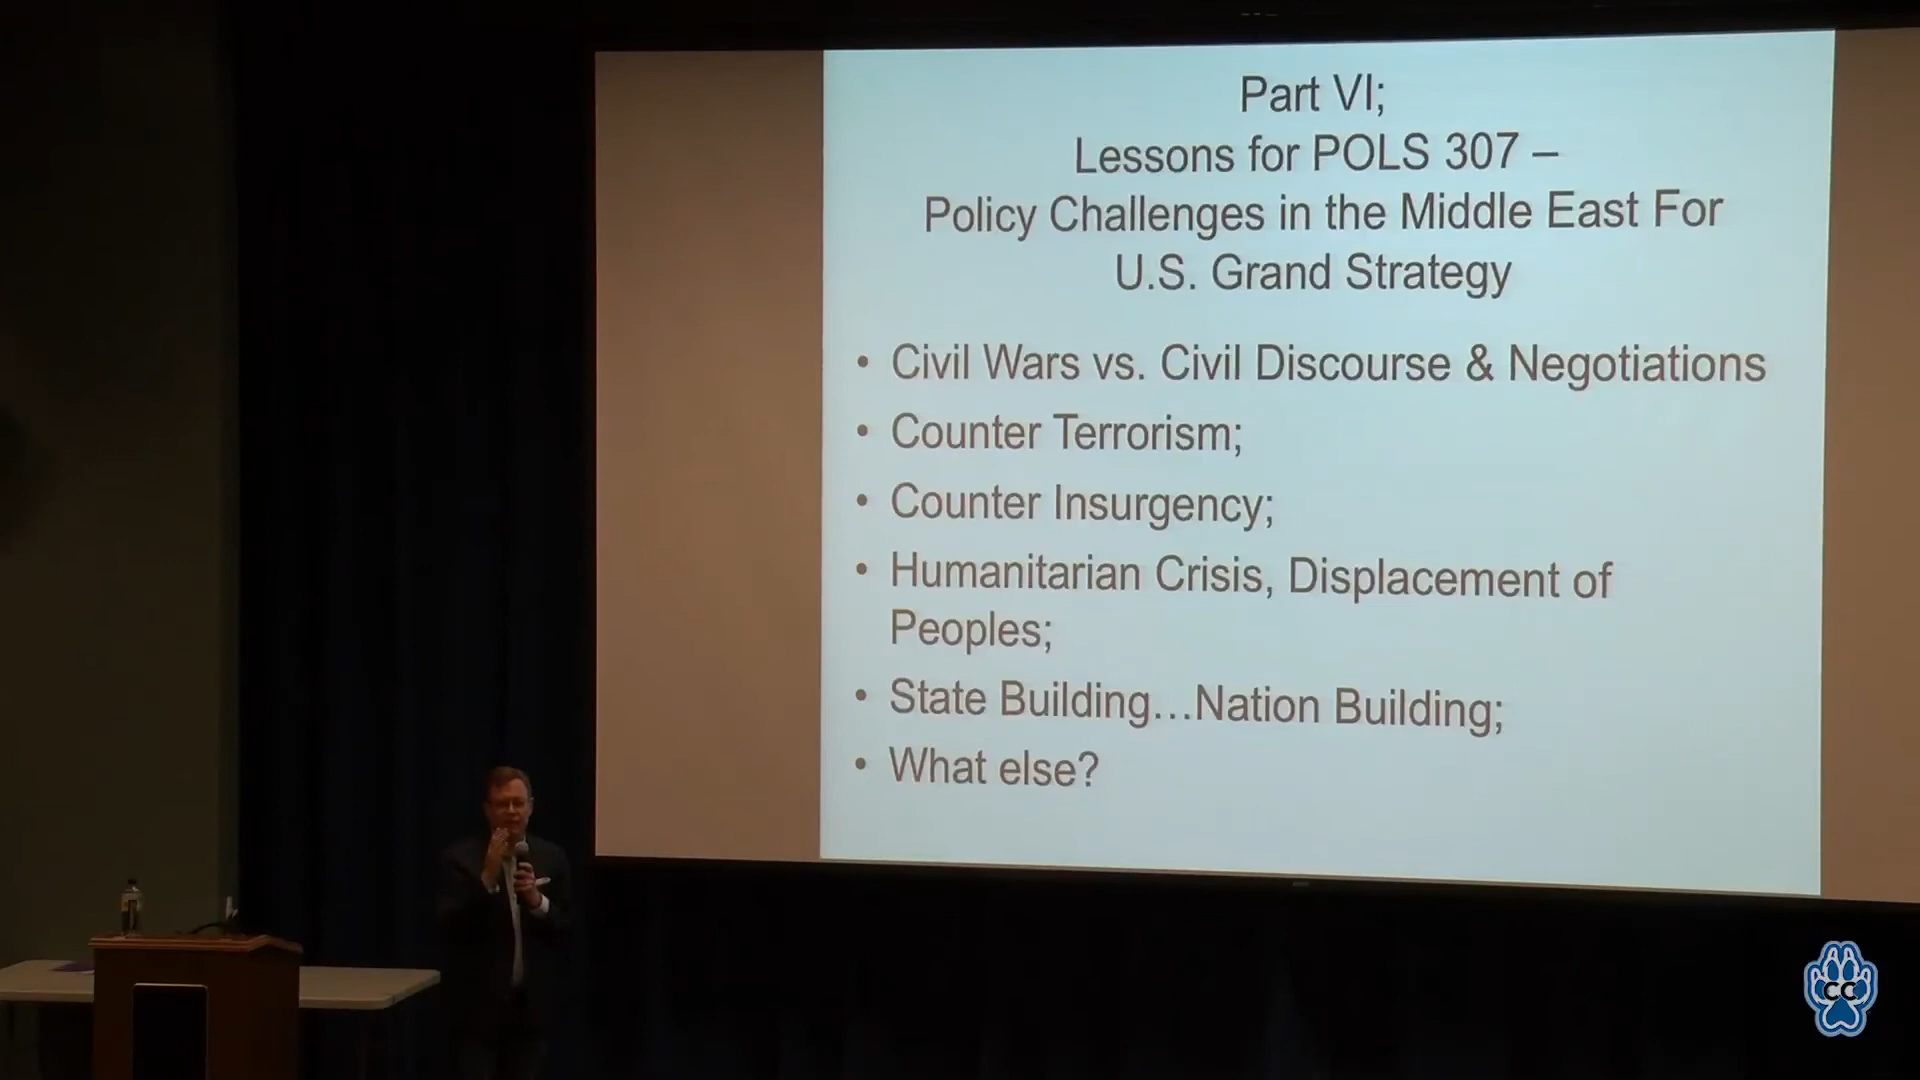 Part VI;
Lessons for POLS 307 –
Policy Challenges in the Middle East For
U.S. Grand Strategy
• Civil Wars vs. Civil Discourse & Negotiations
• Counter Terrorism;
• Counter Insurgency;
• Humanitarian Crisis, Displacement of
Peoples;
• State Building…Nation Building;
• What else?
CC